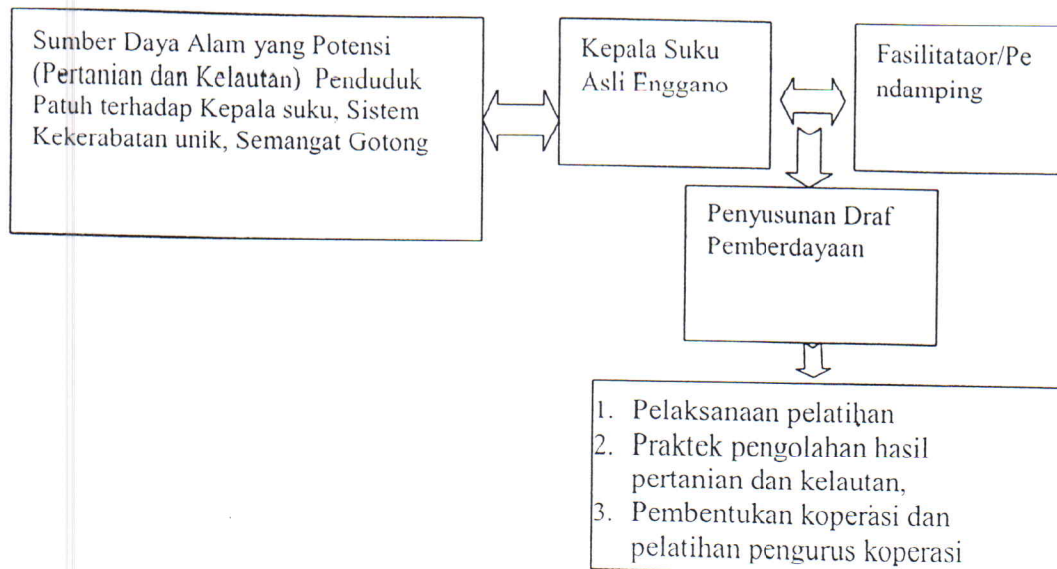 Sumber Daya Alam yang Potensi
(Pertanian dan Kelautan) Penduduk
Patuh terhadap Kepala suku, Sistem
Kekerabatan unik, Semangat Gotong
Kepala Suku
Asli Enggano
Fasilitataor/Pe
ndamping
Penyusunan Draf
Pemberdayaan
1. Pelaksanaan pelatihan
2. Praktek pengolahan hasil
pertanian dan kelautan,
3. Pembentukan koperasi dan
pelatihan pengurus koperasi